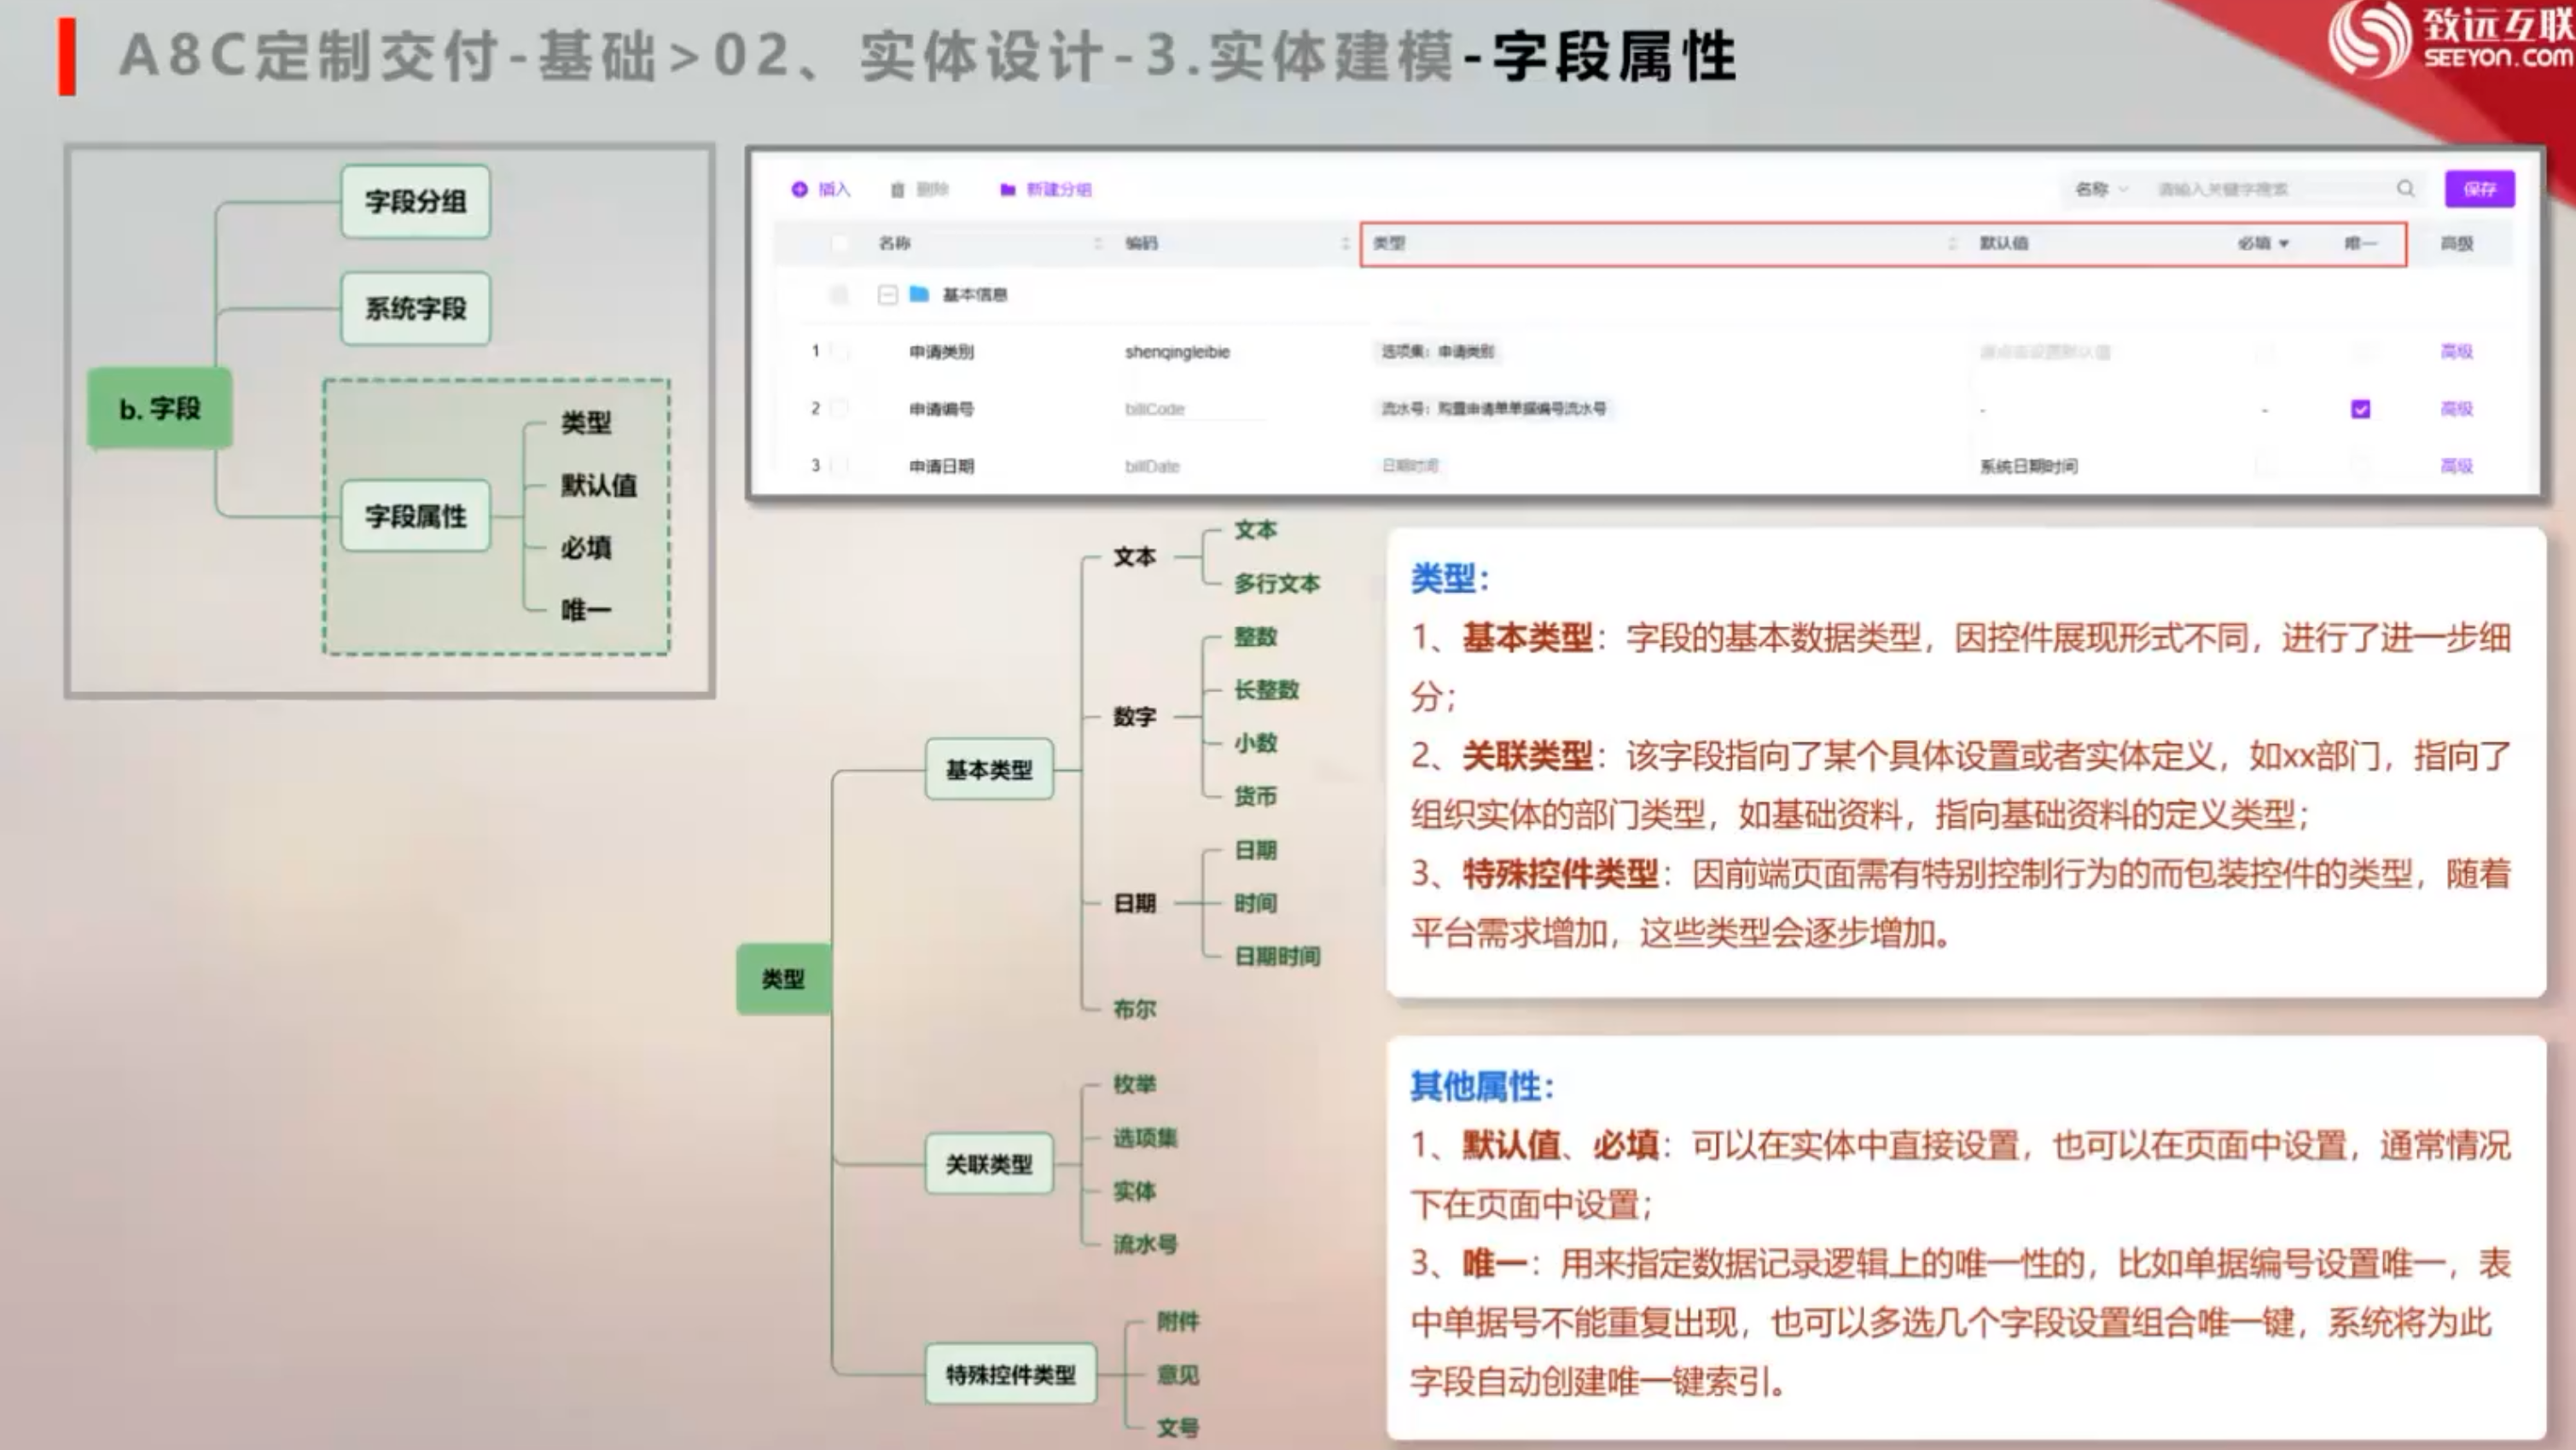 A8C定制交付-基础>02、实体设计-3.实体建模-字段属性
致远互联
SEEYON.COM
b. 字段
字段分组
系统字段
字段属性
类型
默认值
必填
唯一
插入 删除 新建分组 名称 请输入关键字搜索 保存
名称 编码 类型 默认值 必填 唯一 高级
基本信息
1 申请类别 shenqingleibie 选项集：申请类别 高级
2 申请编号 billCode 流水号：购置申请单单据编号流水号 - - 高级
3 申请日期 billDate 日期时间 系统日期时间 高级
类型
基本类型
文本
文本
多行文本
数字
整数
长整数
小数
货币
日期
日期
时间
日期时间
布尔
关联类型
枚举
选项集
实体
流水号
特殊控件类型
附件
意见
文号
类型：
1、基本类型：字段的基本数据类型，因控件展现形式不同，进行了进一步细
分；
2、关联类型：该字段指向了某个具体设置或者实体定义，如xx部门，指向了
组织实体的部门类型，如基础资料，指向基础资料的定义类型；
3、特殊控件类型：因前端页面需有特别控制行为的而包装控件的类型，随着
平台需求增加，这些类型会逐步增加。
其他属性：
1、默认值、必填：可以在实体中直接设置，也可以在页面中设置，通常情况
下在页面中设置；
3、唯一：用来指定数据记录逻辑上的唯一性的，比如单据编号设置唯一，表
中单据号不能重复出现，也可以多选几个字段设置组合唯一键，系统将为此
字段自动创建唯一键索引。